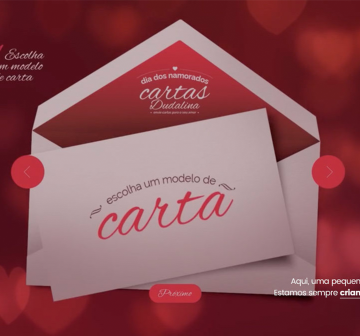 Escolha
um modelo
de carta
dia dos namorados
cartas
Dudalina
escolha um modelo de
carta
Próximo
Aqui, uma pequen
Estamos sempre crian